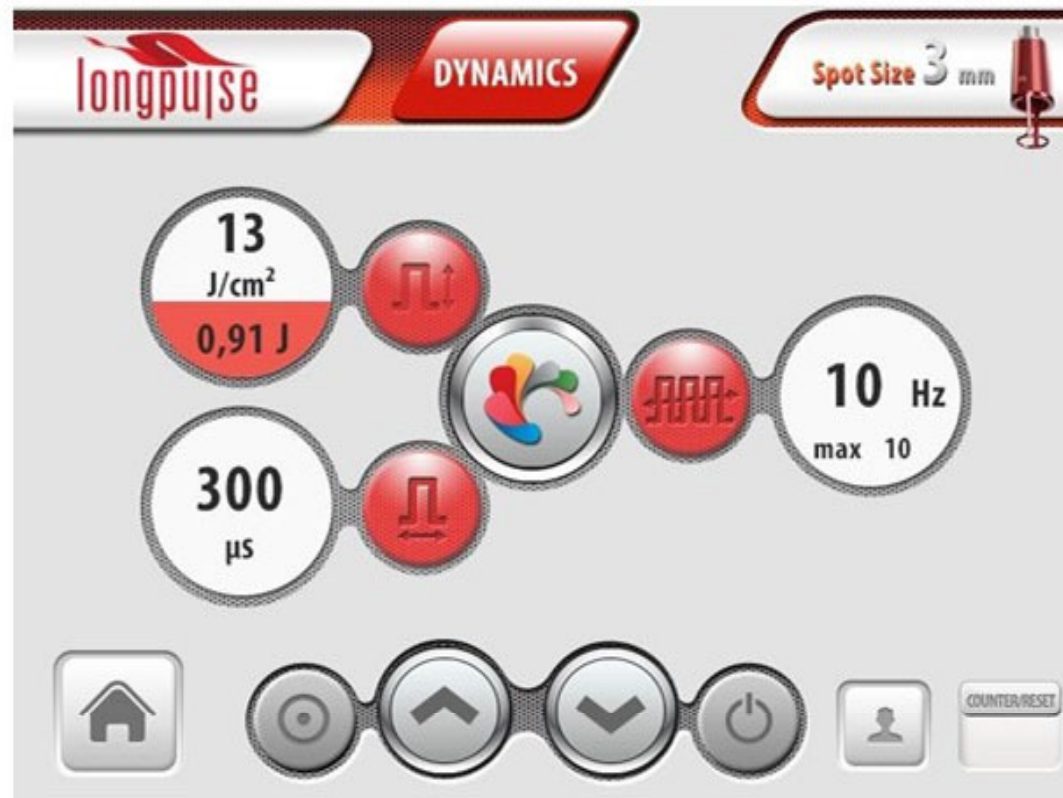 longpulse
DYNAMICS
Spot Size 3 mm
13
J/cm²
0,91 J
10 Hz
max 10
300
µs
COUNTER/RESET